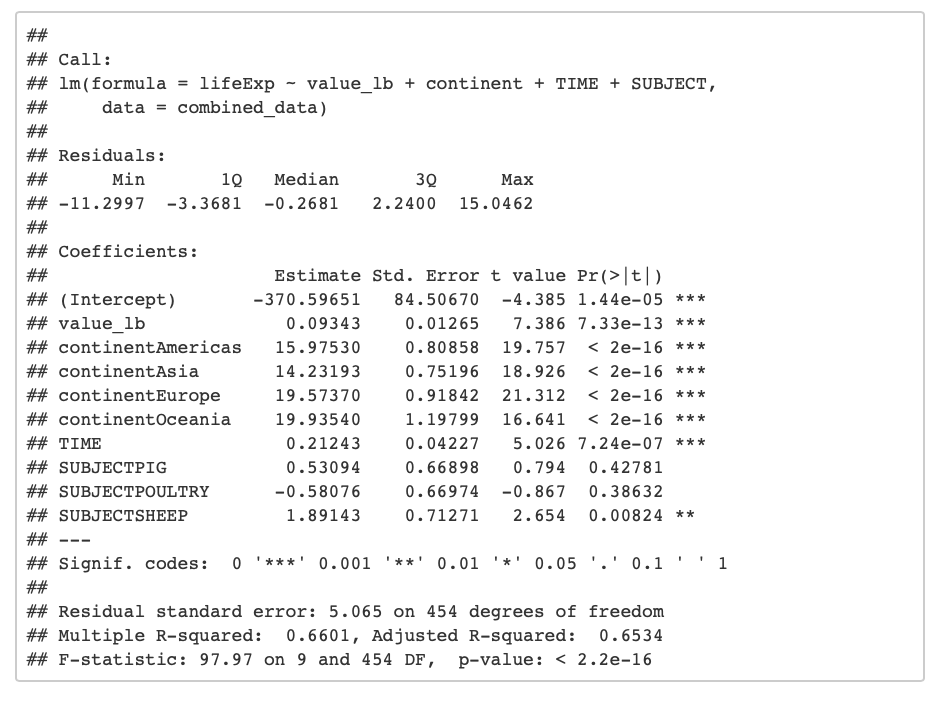 ##
## Call:
## lm(formula = lifeExp ~ value_lb + continent + TIME + SUBJECT,
##     data = combined_data)
##
## Residuals:
##      Min       1Q   Median       3Q      Max
## -11.2997  -3.3681  -0.2681   2.2400  15.0462
##
## Coefficients:
##                     Estimate Std. Error t value Pr(>|t|)
## (Intercept)       -370.59651   84.50670  -4.385 1.44e-05 ***
## value_lb             0.09343    0.01265   7.386 7.33e-13 ***
## continentAmericas   15.97530    0.80858  19.757  < 2e-16 ***
## continentAsia       14.23193    0.75196  18.926  < 2e-16 ***
## continentEurope     19.57370    0.91842  21.312  < 2e-16 ***
## continentOceania    19.93540    1.19799  16.641  < 2e-16 ***
## TIME                 0.21243    0.04227   5.026 7.24e-07 ***
## SUBJECTPIG           0.53094    0.66898   0.794  0.42781
## SUBJECTPOULTRY      -0.58076    0.66974  -0.867  0.38632
## SUBJECTSHEEP         1.89143    0.71271   2.654  0.00824 **
## ---
## Signif. codes:  0 '***' 0.001 '**' 0.01 '*' 0.05 '.' 0.1 ' ' 1
##
## Residual standard error: 5.065 on 454 degrees of freedom
## Multiple R-squared:  0.6601, Adjusted R-squared:  0.6534
## F-statistic: 97.97 on 9 and 454 DF,  p-value: < 2.2e-16